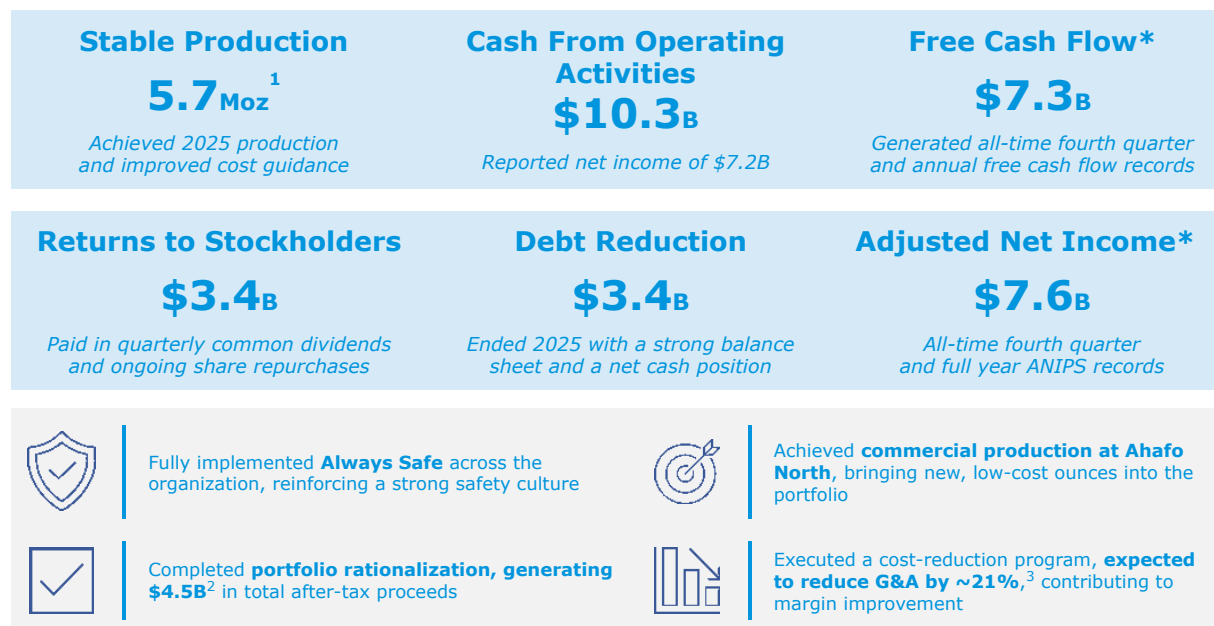 Stable Production
5.7Moz1
Achieved 2025 production
and improved cost guidance
Cash From Operating
Activities
$10.3B
Reported net income of $7.2B
Free Cash Flow*
$7.3B
Generated all-time fourth quarter
and annual free cash flow records
Returns to Stockholders
$3.4B
Paid in quarterly common dividends
and ongoing share repurchases
Debt Reduction
$3.4B
Ended 2025 with a strong balance
sheet and a net cash position
Adjusted Net Income*
$7.6B
All-time fourth quarter
and full year ANIPS records
Fully implemented Always Safe across the
organization, reinforcing a strong safety culture
Achieved commercial production at Ahafo
North, bringing new, low-cost ounces into the
portfolio
Completed portfolio rationalization, generating
$4.5B2 in total after-tax proceeds
Executed a cost-reduction program, expected
to reduce G&A by ~21%,3 contributing to
margin improvement